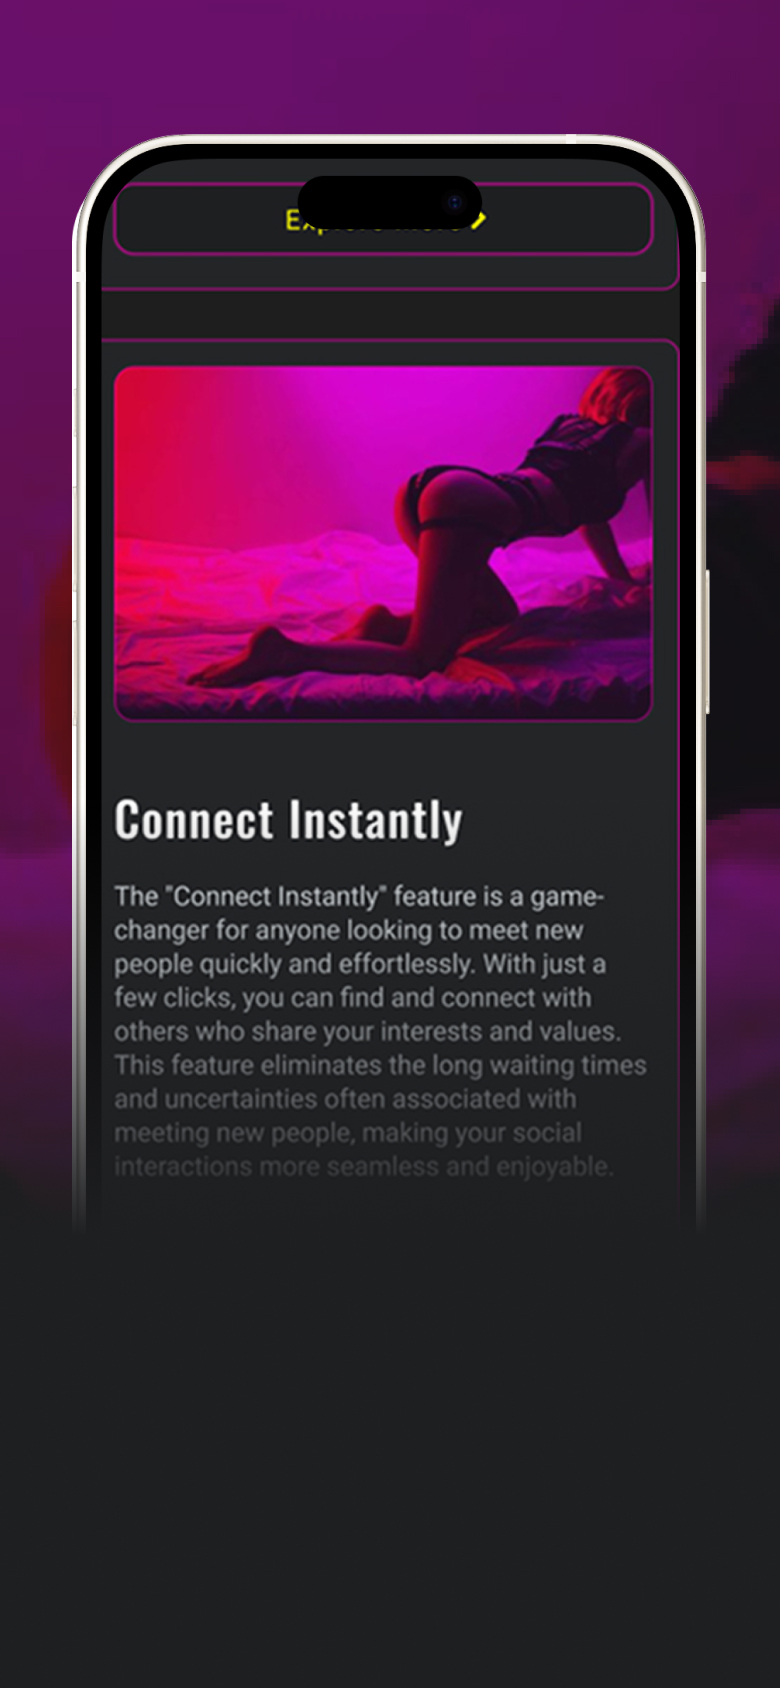 Connect Instantly
The "Connect Instantly" feature is a game-
changer for anyone looking to meet new
people quickly and effortlessly. With just a
few clicks, you can find and connect with
others who share your interests and values.
This feature eliminates the long waiting times
and uncertainties often associated with
meeting new people, making your social
interactions more seamless and enjoyable.